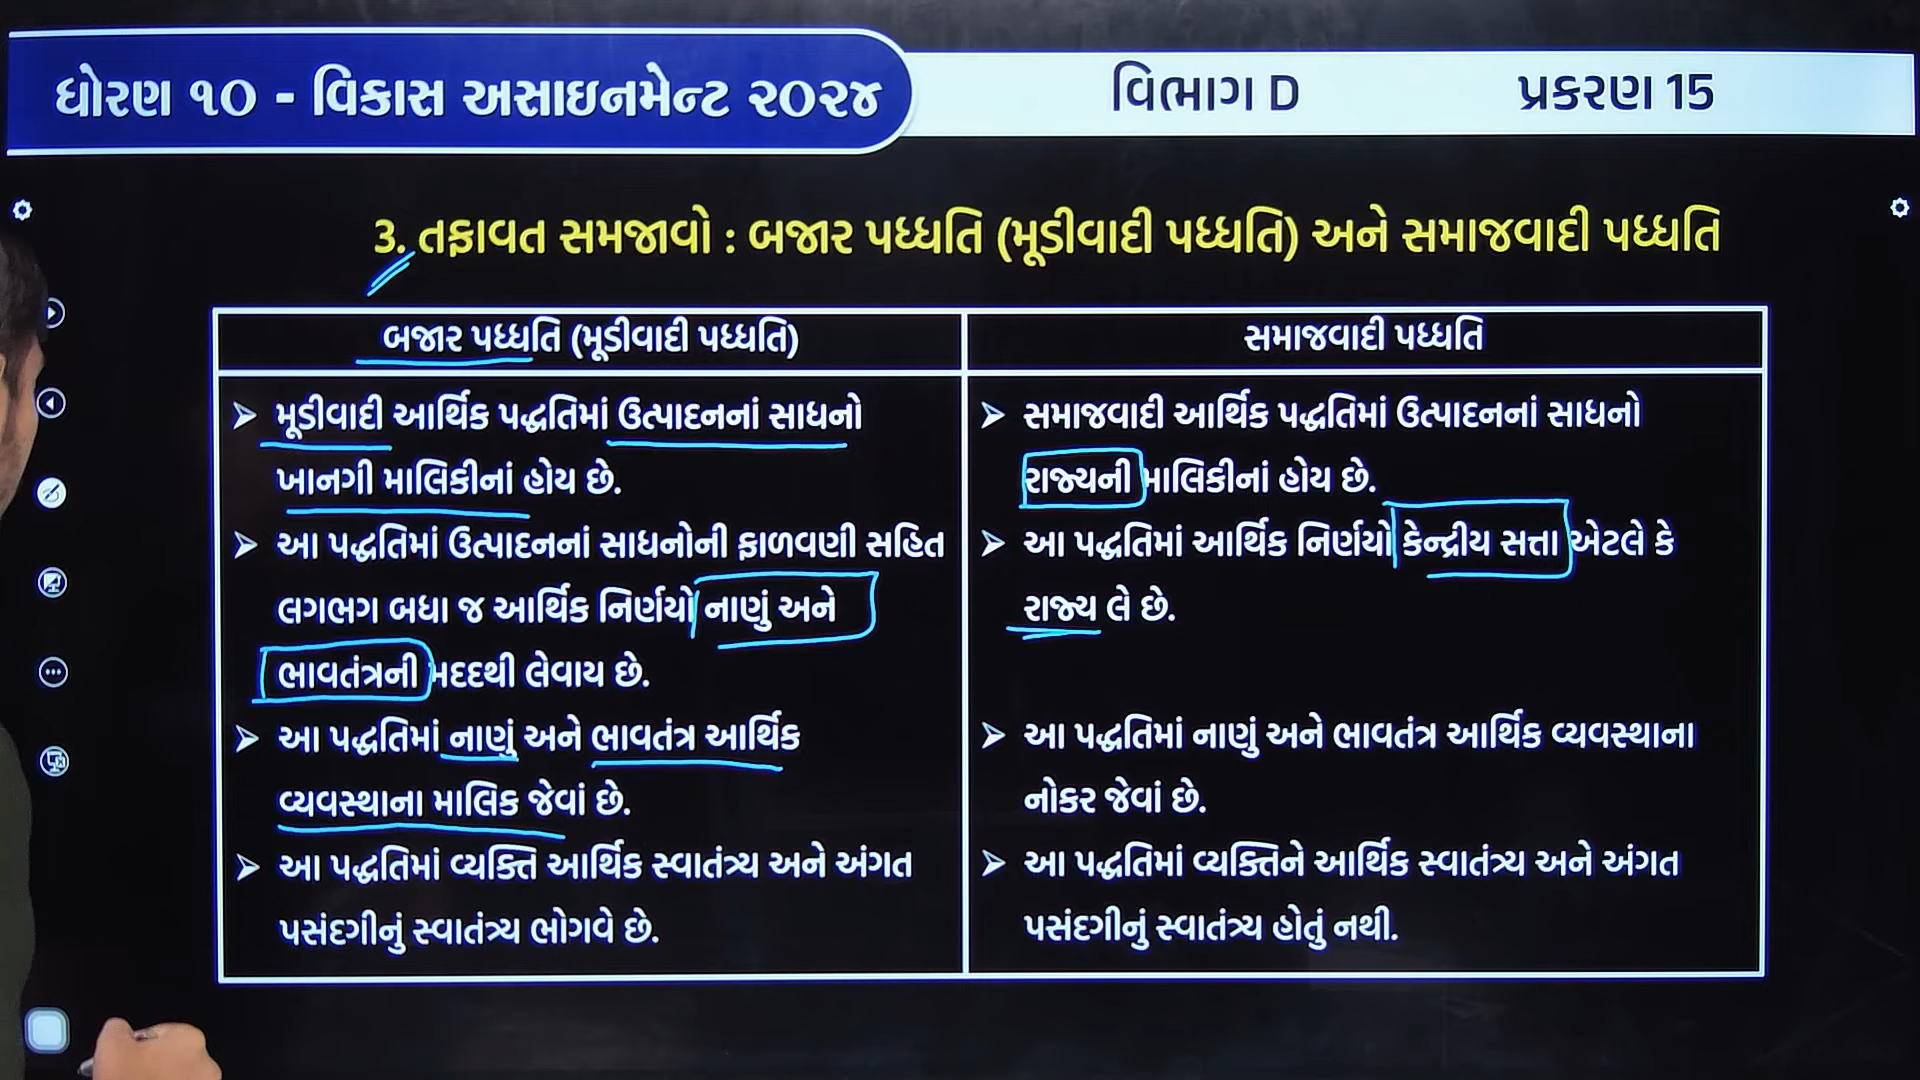 ધોરણ ૧૦ - વિકાસ અસાઇનમેન્ટ ૨૦૨૪
વિભાગ D
પ્રકરણ 15
૩. તફાવત સમજાવો : બજાર પધ્ધતિ (મૂડીવાદી પધ્ધતિ) અને સમાજવાદી પધ્ધતિ
બજાર પધ્ધતિ (મૂડીવાદી પધ્ધતિ)
➤ મૂડીવાદી આર્થિક પદ્ધતિમાં ઉત્પાદનનાં સાધનો
ખાનગી માલિકીનાં હોય છે.
➤ આ પદ્ધતિમાં ઉત્પાદનનાં સાધનોની ફાળવણી સહિત
લગભગ બધા જ આર્થિક નિર્ણયો નાણું અને
ભાવતંત્રની મદદથી લેવાય છે.
➤ આ પદ્ધતિમાં નાણું અને ભાવતંત્ર આર્થિક
વ્યવસ્થાના માલિક જેવાં છે.
➤ આ પદ્ધતિમાં વ્યક્તિ આર્થિક સ્વાતંત્ર્ય અને અંગત
પસંદગીનું સ્વાતંત્ર્ય ભોગવે છે.
સમાજવાદી પધ્ધતિ
➤ સમાજવાદી આર્થિક પદ્ધતિમાં ઉત્પાદનનાં સાધનો
રાજ્યની માલિકીનાં હોય છે.
➤ આ પદ્ધતિમાં આર્થિક નિર્ણયો કેન્દ્રીય સત્તા એટલે કે
રાજ્ય લે છે.
➤ આ પદ્ધતિમાં નાણું અને ભાવતંત્ર આર્થિક વ્યવસ્થાના
નોકર જેવાં છે.
➤ આ પદ્ધતિમાં વ્યક્તિને આર્થિક સ્વાતંત્ર્ય અને અંગત
પસંદગીનું સ્વાતંત્ર્ય હોતું નથી.